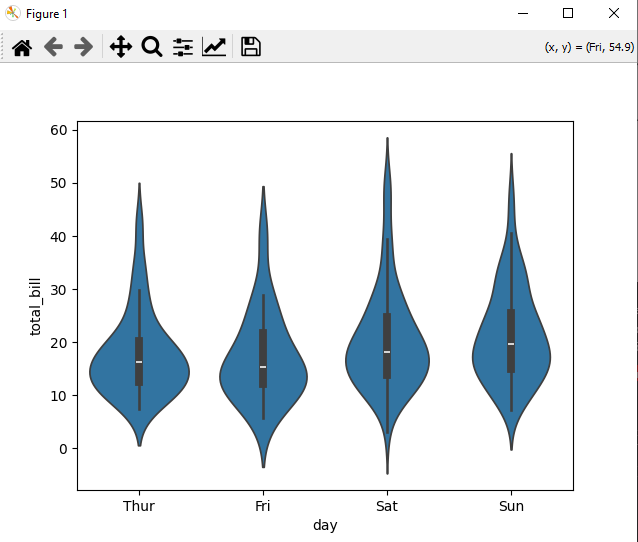 Figure 1
(x, y) = (Fri, 54.9)
60
50
40
30
20
10
0
total_bill
Thur Fri Sat Sun
day